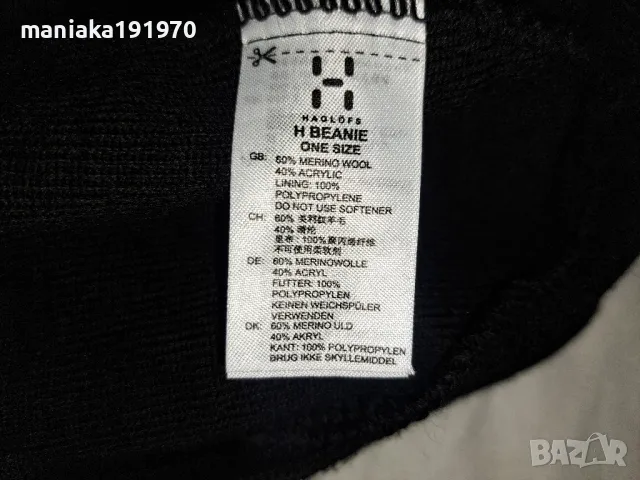 maniaka191970
HAGLÖFS
H BEANIE
ONE SIZE
GB: 60% MERINO WOOL
40% ACRYLIC
LINING: 100%
POLYPROPYLENE
DO NOT USE SOFTENER
CH: 60% 美利奴羊毛
40% 腈纶
里布: 100%聚丙烯纤维
不可使用柔软剂
DE: 60% MERINOWOLLE
40% ACRYL
FUTTER: 100%
POLYPROPYLEN
KEINEN WEICHSPÜLER
VERWENDEN
DK: 60% MERINO ULD
40% AKRYL
KANT: 100% POLYPROPYLEN
BRUG IKKE SKYLLEMIDDEL
BAZAR